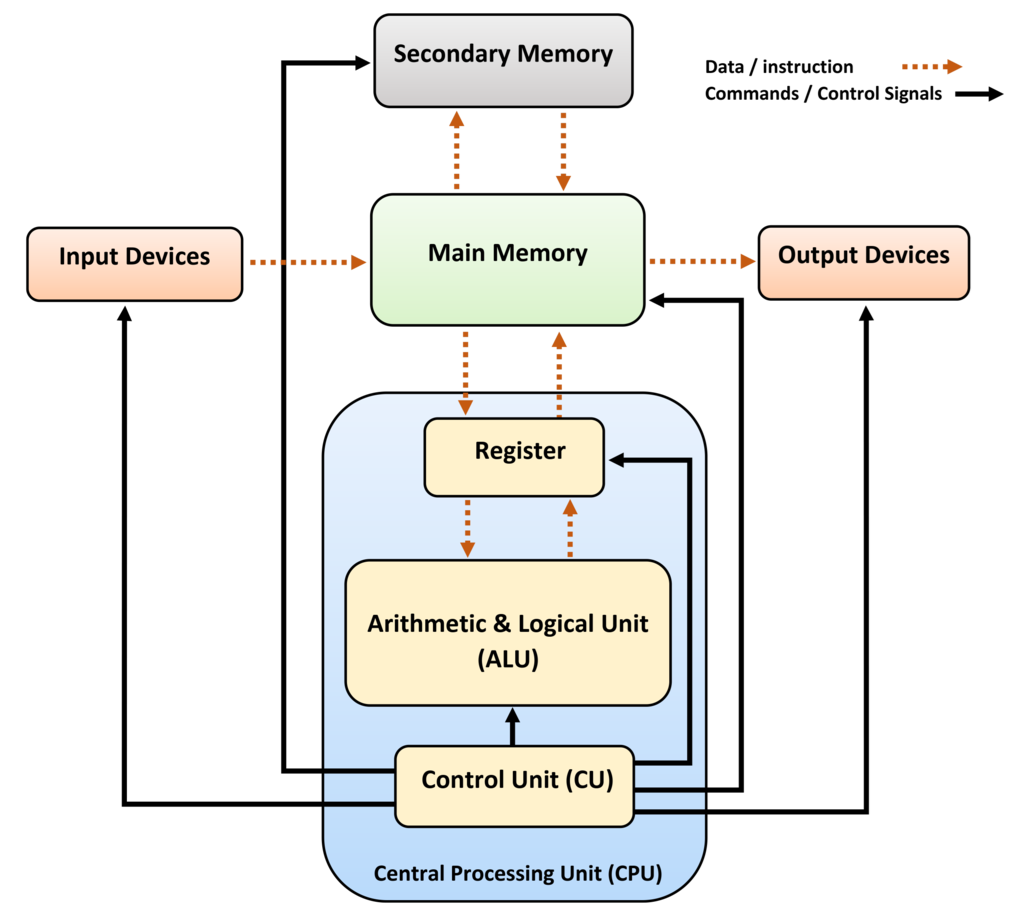 Secondary Memory
Data / instruction
Commands / Control Signals
Input Devices
Main Memory
Output Devices
Register
Arithmetic & Logical Unit
(ALU)
Control Unit (CU)
Central Processing Unit (CPU)